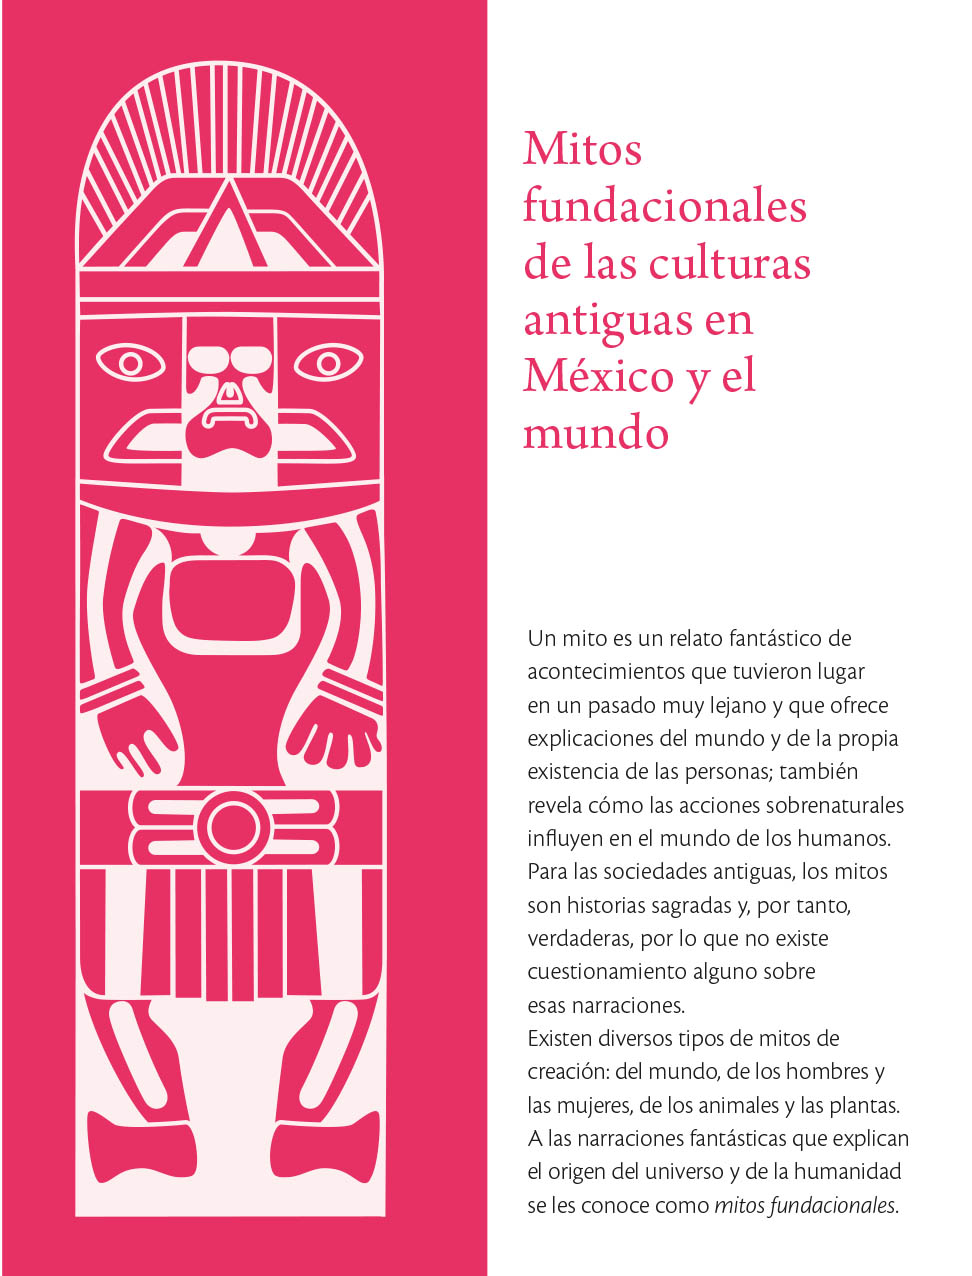 Mitos
fundacionales
de las culturas
antiguas en
México y el
mundo
Un mito es un relato fantástico de
acontecimientos que tuvieron lugar
en un pasado muy lejano y que ofrece
explicaciones del mundo y de la propia
existencia de las personas; también
revela cómo las acciones sobrenaturales
influyen en el mundo de los humanos.
Para las sociedades antiguas, los mitos
son historias sagradas y, por tanto,
verdaderas, por lo que no existe
cuestionamiento alguno sobre
esas narraciones.
Existen diversos tipos de mitos de
creación: del mundo, de los hombres y
las mujeres, de los animales y las plantas.
A las narraciones fantásticas que explican
el origen del universo y de la humanidad
se les conoce como mitos fundacionales.